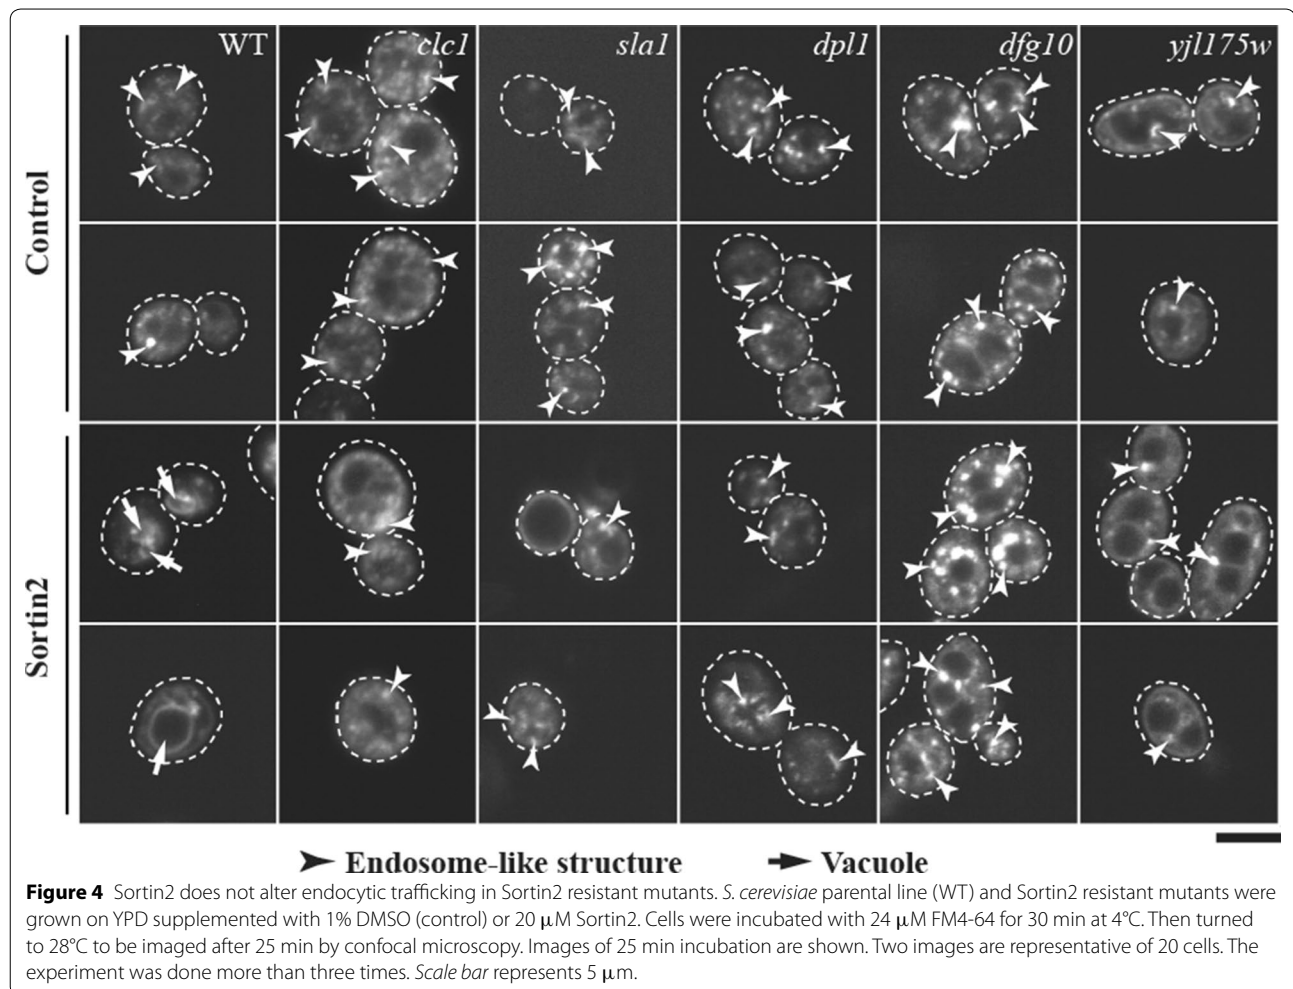 WT clc1 sla1 dpl1 dfg10 yjl175w
Control
Sortin2
Endosome-like structure Vacuole
Figure 4 Sortin2 does not alter endocytic trafficking in Sortin2 resistant mutants. S. cerevisiae parental line (WT) and Sortin2 resistant mutants were
grown on YPD supplemented with 1% DMSO (control) or 20 μM Sortin2. Cells were incubated with 24 μM FM4-64 for 30 min at 4°C. Then turned
to 28°C to be imaged after 25 min by confocal microscopy. Images of 25 min incubation are shown. Two images are representative of 20 cells. The
experiment was done more than three times. Scale bar represents 5 μm.